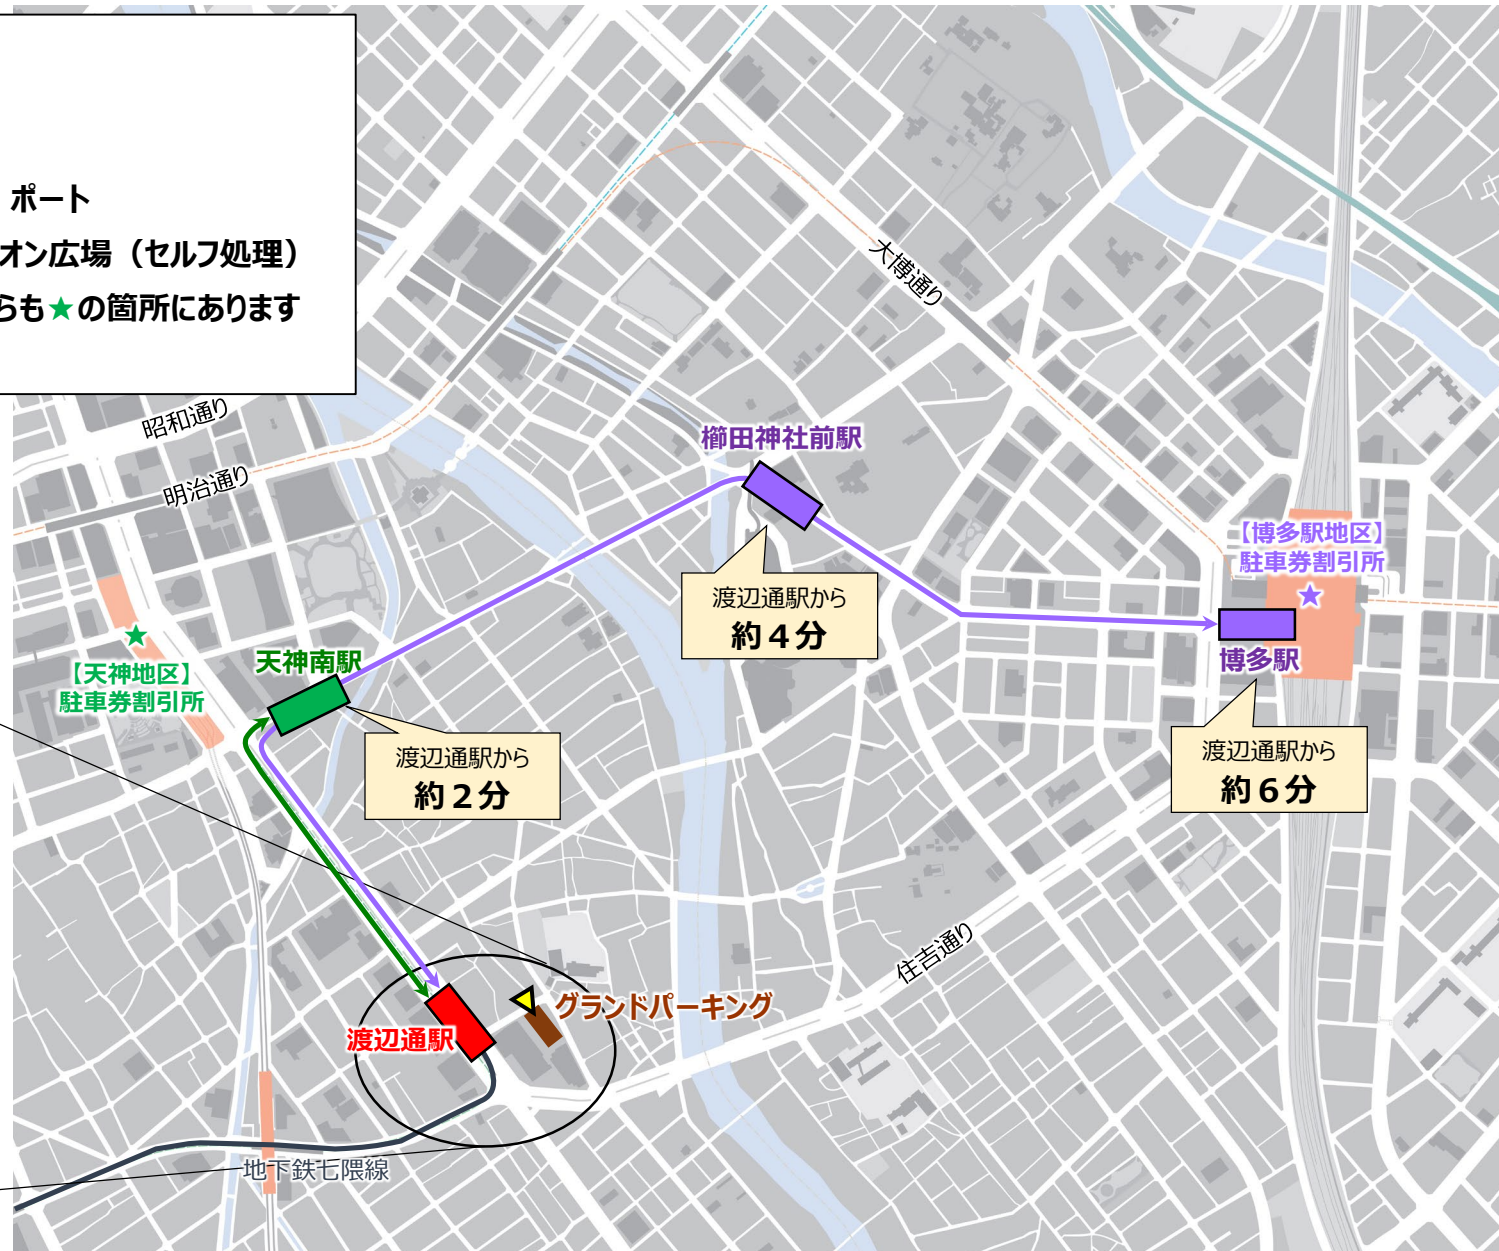 ポート
オン広場（セルフ処理）
らも★の箇所にあります
昭和通り
明治通り
大博通り
櫛田神社前駅
渡辺通駅から
約４分
【博多駅地区】
駐車券割引所
★
博多駅
渡辺通駅から
約６分
★
【天神地区】
駐車券割引所
天神南駅
渡辺通駅から
約２分
住吉通り
グランドパーキング
渡辺通駅
地下鉄七隈線